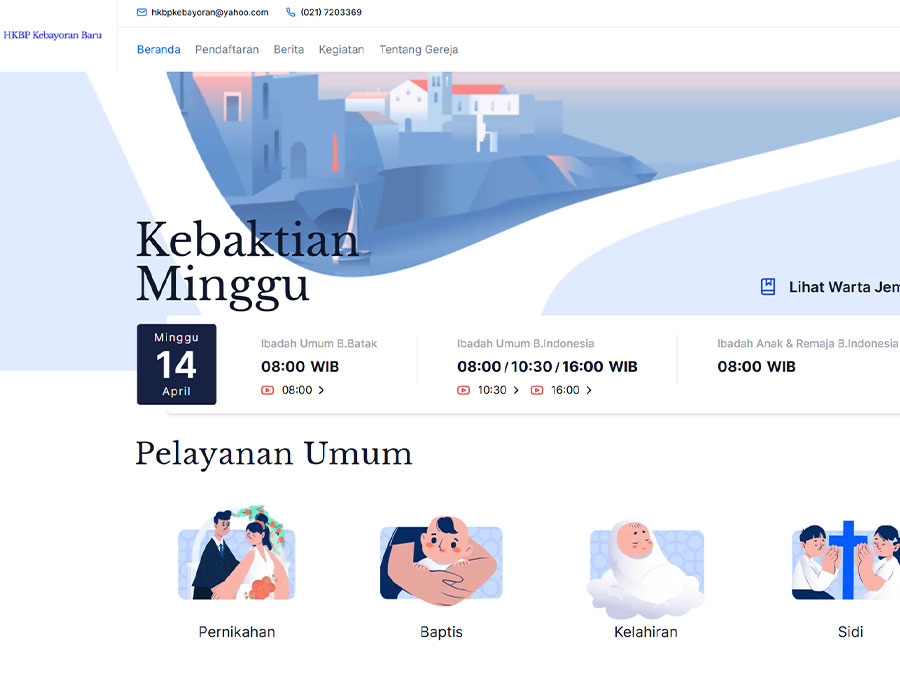 hkbpkebayoran@yahoo.com (021) 7203369
HKBP Kebayoran Baru
Beranda Pendaftaran Berita Kegiatan Tentang Gereja
Kebaktian
Minggu
Lihat Warta Jem
Minggu
14
April
Ibadah Umum B.Batak
08:00 WIB
08:00 >
Ibadah Umum B.Indonesia
08:00 / 10:30 / 16:00 WIB
10:30 > 16:00 >
Ibadah Anak & Remaja B.Indonesia
08:00 WIB
Pelayanan Umum
Pernikahan
Baptis
Kelahiran
Sidi